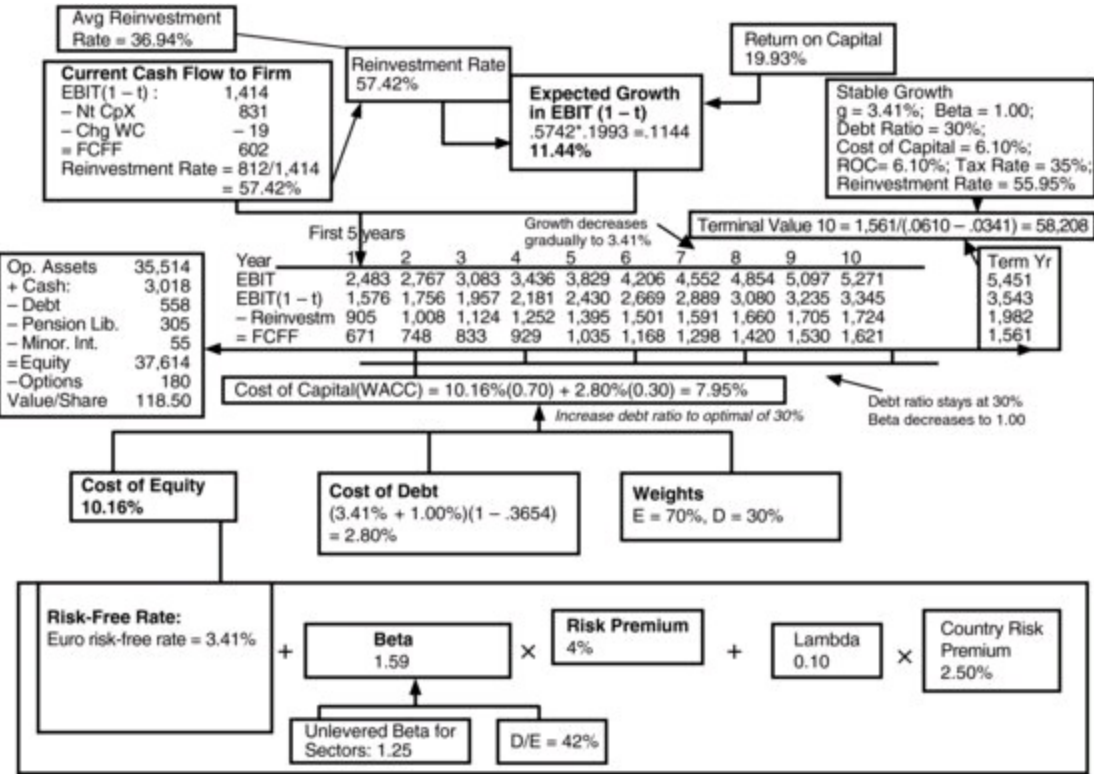 Avg Reinvestment
Rate = 36.94%
Current Cash Flow to Firm
EBIT(1 – t) : 1,414
– Nt CpX 831
– Chg WC – 19
= FCFF 602
Reinvestment Rate = 812/1,414
= 57.42%
Reinvestment Rate
57.42%
Expected Growth
in EBIT (1 – t)
.5742*.1993 =.1144
11.44%
Return on Capital
19.93%
Stable Growth
g = 3.41%; Beta = 1.00;
Debt Ratio = 30%;
Cost of Capital = 6.10%;
ROC= 6.10%; Tax Rate = 35%;
Reinvestment Rate = 55.95%
Terminal Value 10 = 1,561/(.0610 – .0341) = 58,208
First 5 years
Growth decreases
gradually to 3.41%
Op. Assets 35,514
+ Cash: 3,018
– Debt 558
– Pension Lib. 305
– Minor. Int. 55
=Equity 37,614
–Options 180
Value/Share 118.50
Year 1 2 3 4 5 6 7 8 9 10
EBIT 2,483 2,767 3,083 3,436 3,829 4,206 4,552 4,854 5,097 5,271
EBIT(1 – t) 1,576 1,756 1,957 2,181 2,430 2,669 2,889 3,080 3,235 3,345
– Reinvestm 905 1,008 1,124 1,252 1,395 1,501 1,591 1,660 1,705 1,724
= FCFF 671 748 833 929 1,035 1,168 1,298 1,420 1,530 1,621
Term Yr
5,451
3,543
1,982
1,561
Cost of Capital(WACC) = 10.16%(0.70) + 2.80%(0.30) = 7.95%
Debt ratio stays at 30%
Beta decreases to 1.00
Increase debt ratio to optimal of 30%
Cost of Equity
10.16%
Cost of Debt
(3.41% + 1.00%)(1 – .3654)
= 2.80%
Weights
E = 70%, D = 30%
Risk-Free Rate:
Euro risk-free rate = 3.41%
+
Beta
1.59
×
Risk Premium
4%
+
Lambda
0.10
×
Country Risk
Premium
2.50%
Unlevered Beta for
Sectors: 1.25
D/E = 42%